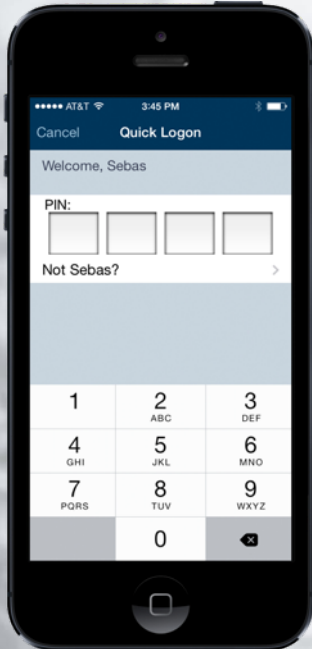 AT&T 3:45 PM
Cancel Quick Logon
Welcome, Sebas
PIN:
Not Sebas?
1 2 3
ABC DEF
4 5 6
GHI JKL MNO
7 8 9
PQRS TUV WXYZ
0